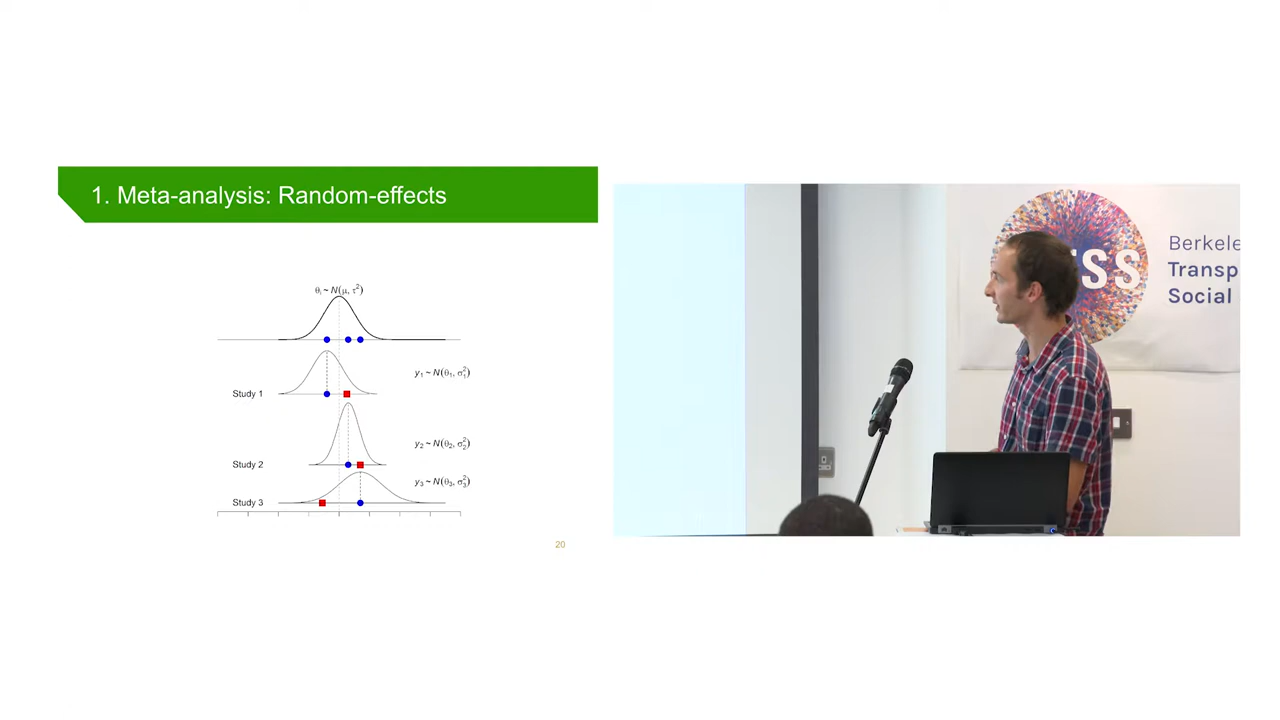 1. Meta-analysis: Random-effects
θᵢ ~ N(μ, τ²)
y₁ ~ N(θ₁, σ₁²)
Study 1
y₂ ~ N(θ₂, σ₂²)
Study 2
y₃ ~ N(θ₃, σ₃²)
Study 3
20
TSS
Berkele
Transp
Social